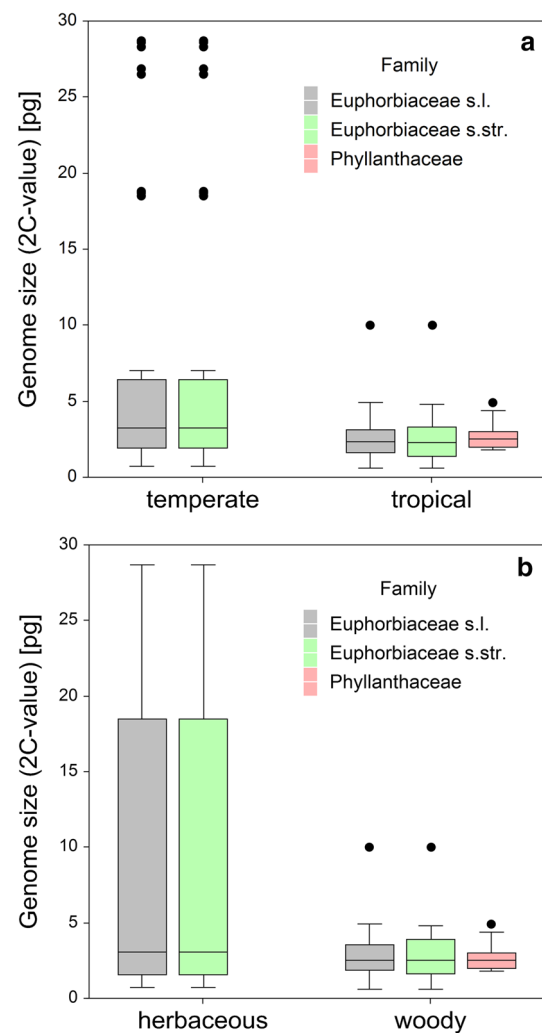 a
Genome size (2C-value) [pg]
30
25
20
15
10
5
0
Family
Euphorbiaceae s.l.
Euphorbiaceae s.str.
Phyllanthaceae
temperate tropical
b
Genome size (2C-value) [pg]
30
25
20
15
10
5
0
Family
Euphorbiaceae s.l.
Euphorbiaceae s.str.
Phyllanthaceae
herbaceous woody